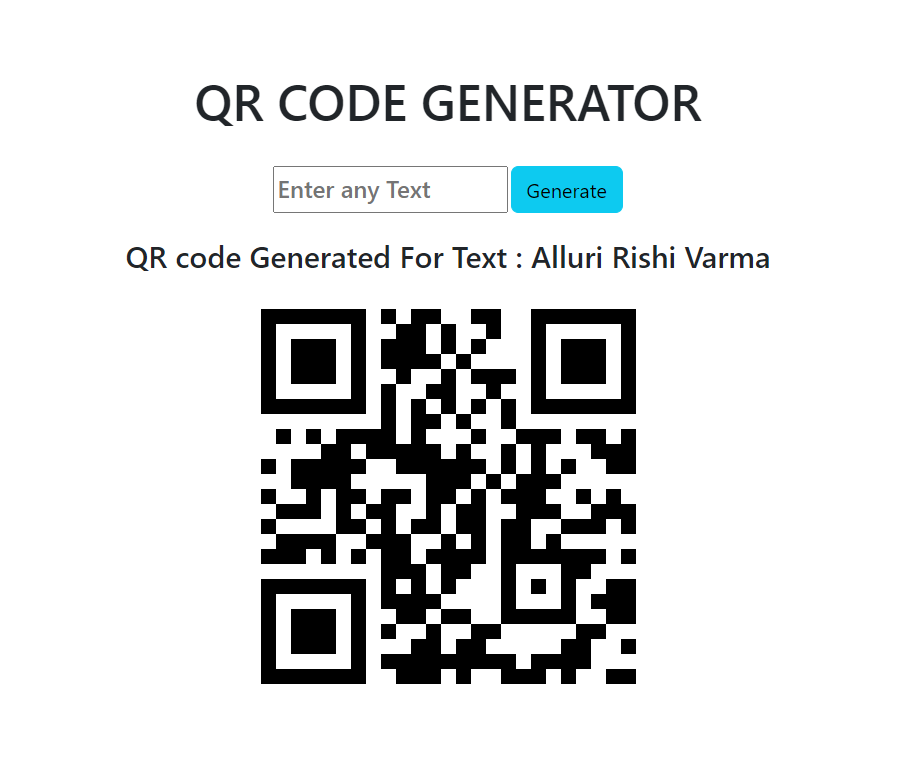 QR CODE GENERATOR
Enter any Text Generate
QR code Generated For Text : Alluri Rishi Varma